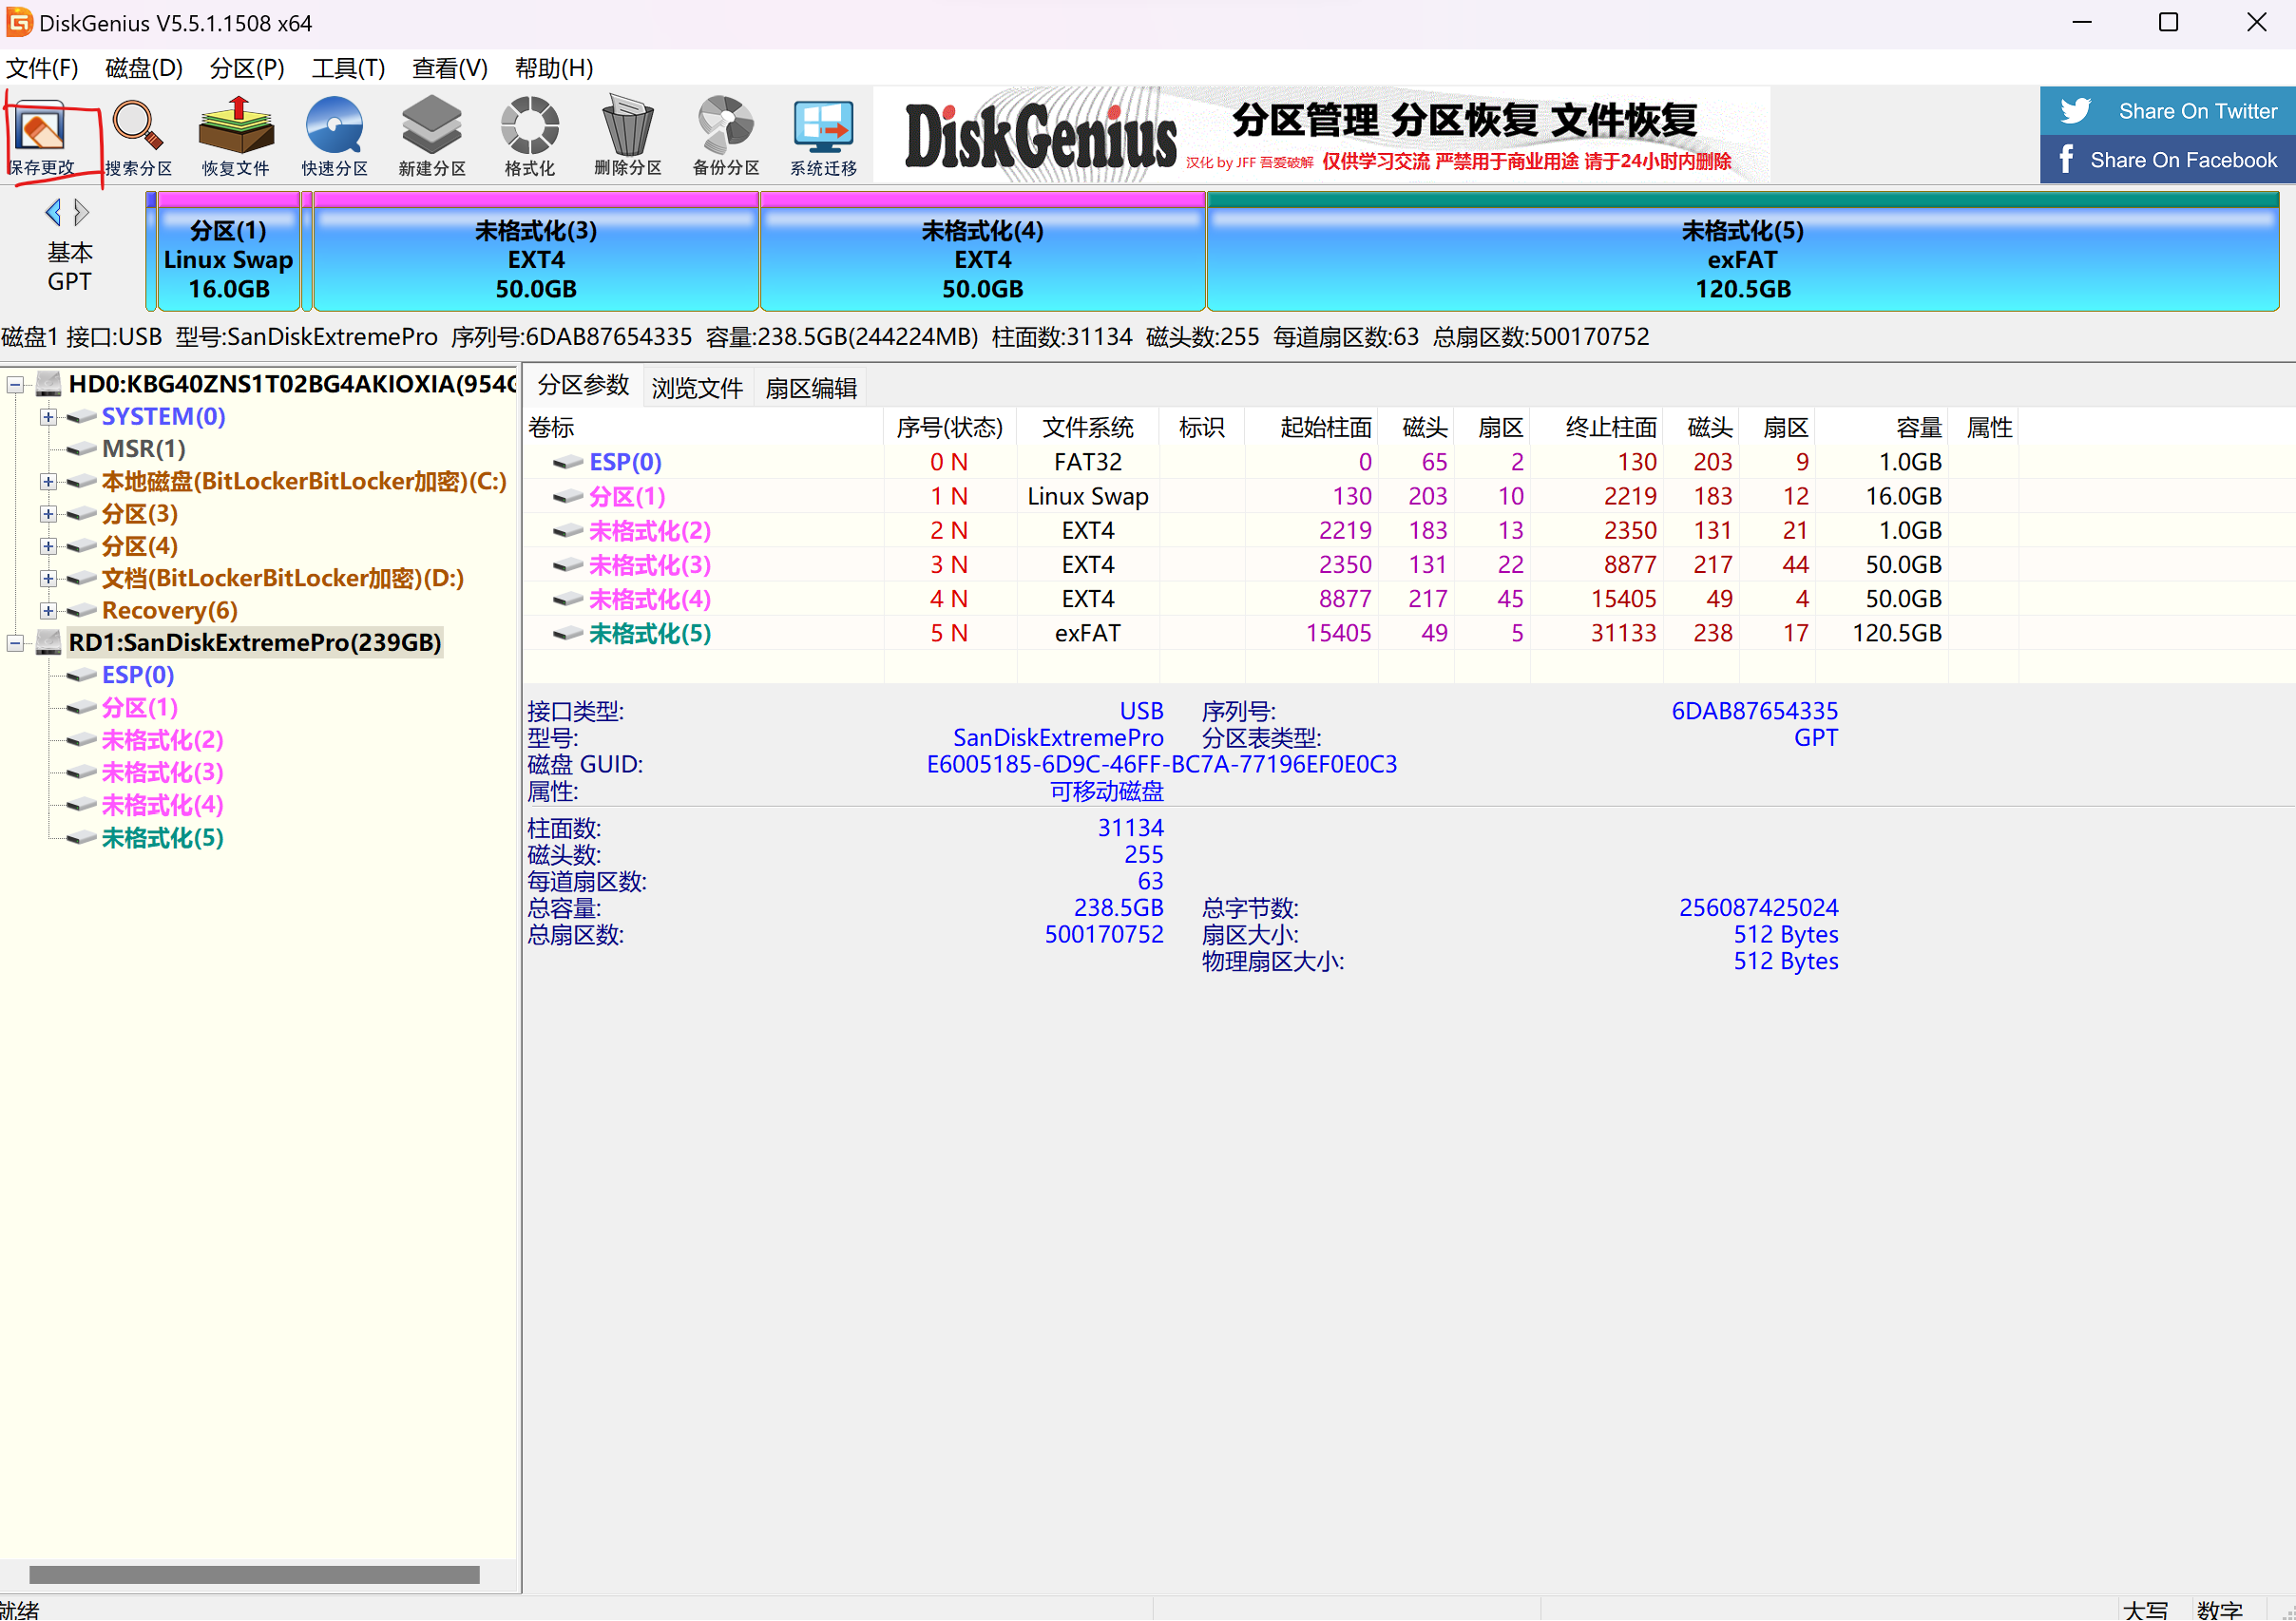 DiskGenius V5.5.1.1508 x64
文件(F) 磁盘(D) 分区(P) 工具(T) 查看(V) 帮助(H)
保存更改 搜索分区 恢复文件 快速分区 新建分区 格式化 删除分区 备份分区 系统迁移
DiskGenius 分区管理 分区恢复 文件恢复
汉化 by JFF 吾爱破解 仅供学习交流 严禁用于商业用途 请于24小时内删除
Share On Twitter
Share On Facebook
基本
GPT
分区(1)
Linux Swap
16.0GB
未格式化(3)
EXT4
50.0GB
未格式化(4)
EXT4
50.0GB
未格式化(5)
exFAT
120.5GB
磁盘1 接口:USB 型号:SanDiskExtremePro 序列号:6DAB87654335 容量:238.5GB(244224MB) 柱面数:31134 磁头数:255 每道扇区数:63 总扇区数:500170752
HD0:KBG40ZNS1T02BG4AKIOXIA(954G
SYSTEM(0)
MSR(1)
本地磁盘(BitLockerBitLocker加密)(C:)
分区(3)
分区(4)
文档(BitLockerBitLocker加密)(D:)
Recovery(6)
RD1:SanDiskExtremePro(239GB)
ESP(0)
分区(1)
未格式化(2)
未格式化(3)
未格式化(4)
未格式化(5)
分区参数 浏览文件 扇区编辑
卷标 序号(状态) 文件系统 标识 起始柱面 磁头 扇区 终止柱面 磁头 扇区 容量 属性
ESP(0) 0 N FAT32 0 65 2 130 203 9 1.0GB
分区(1) 1 N Linux Swap 130 203 10 2219 183 12 16.0GB
未格式化(2) 2 N EXT4 2219 183 13 2350 131 21 1.0GB
未格式化(3) 3 N EXT4 2350 131 22 8877 217 44 50.0GB
未格式化(4) 4 N EXT4 8877 217 45 15405 49 4 50.0GB
未格式化(5) 5 N exFAT 15405 49 5 31133 238 17 120.5GB
接口类型: USB 序列号: 6DAB87654335
型号: SanDiskExtremePro 分区表类型: GPT
磁盘 GUID: E6005185-6D9C-46FF-BC7A-77196EF0E0C3
属性: 可移动磁盘
柱面数: 31134
磁头数: 255
每道扇区数: 63
总容量: 238.5GB 总字节数: 256087425024
总扇区数: 500170752 扇区大小: 512 Bytes
物理扇区大小: 512 Bytes
就绪 大写 数字